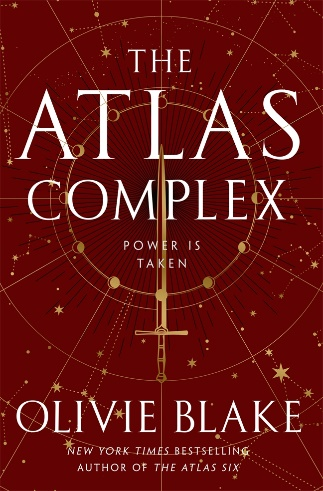 THE
ATLAS
COMPLEX
POWER IS
TAKEN
OLIVIE BLAKE
NEW YORK TIMES BESTSELLING
AUTHOR OF THE ATLAS SIX